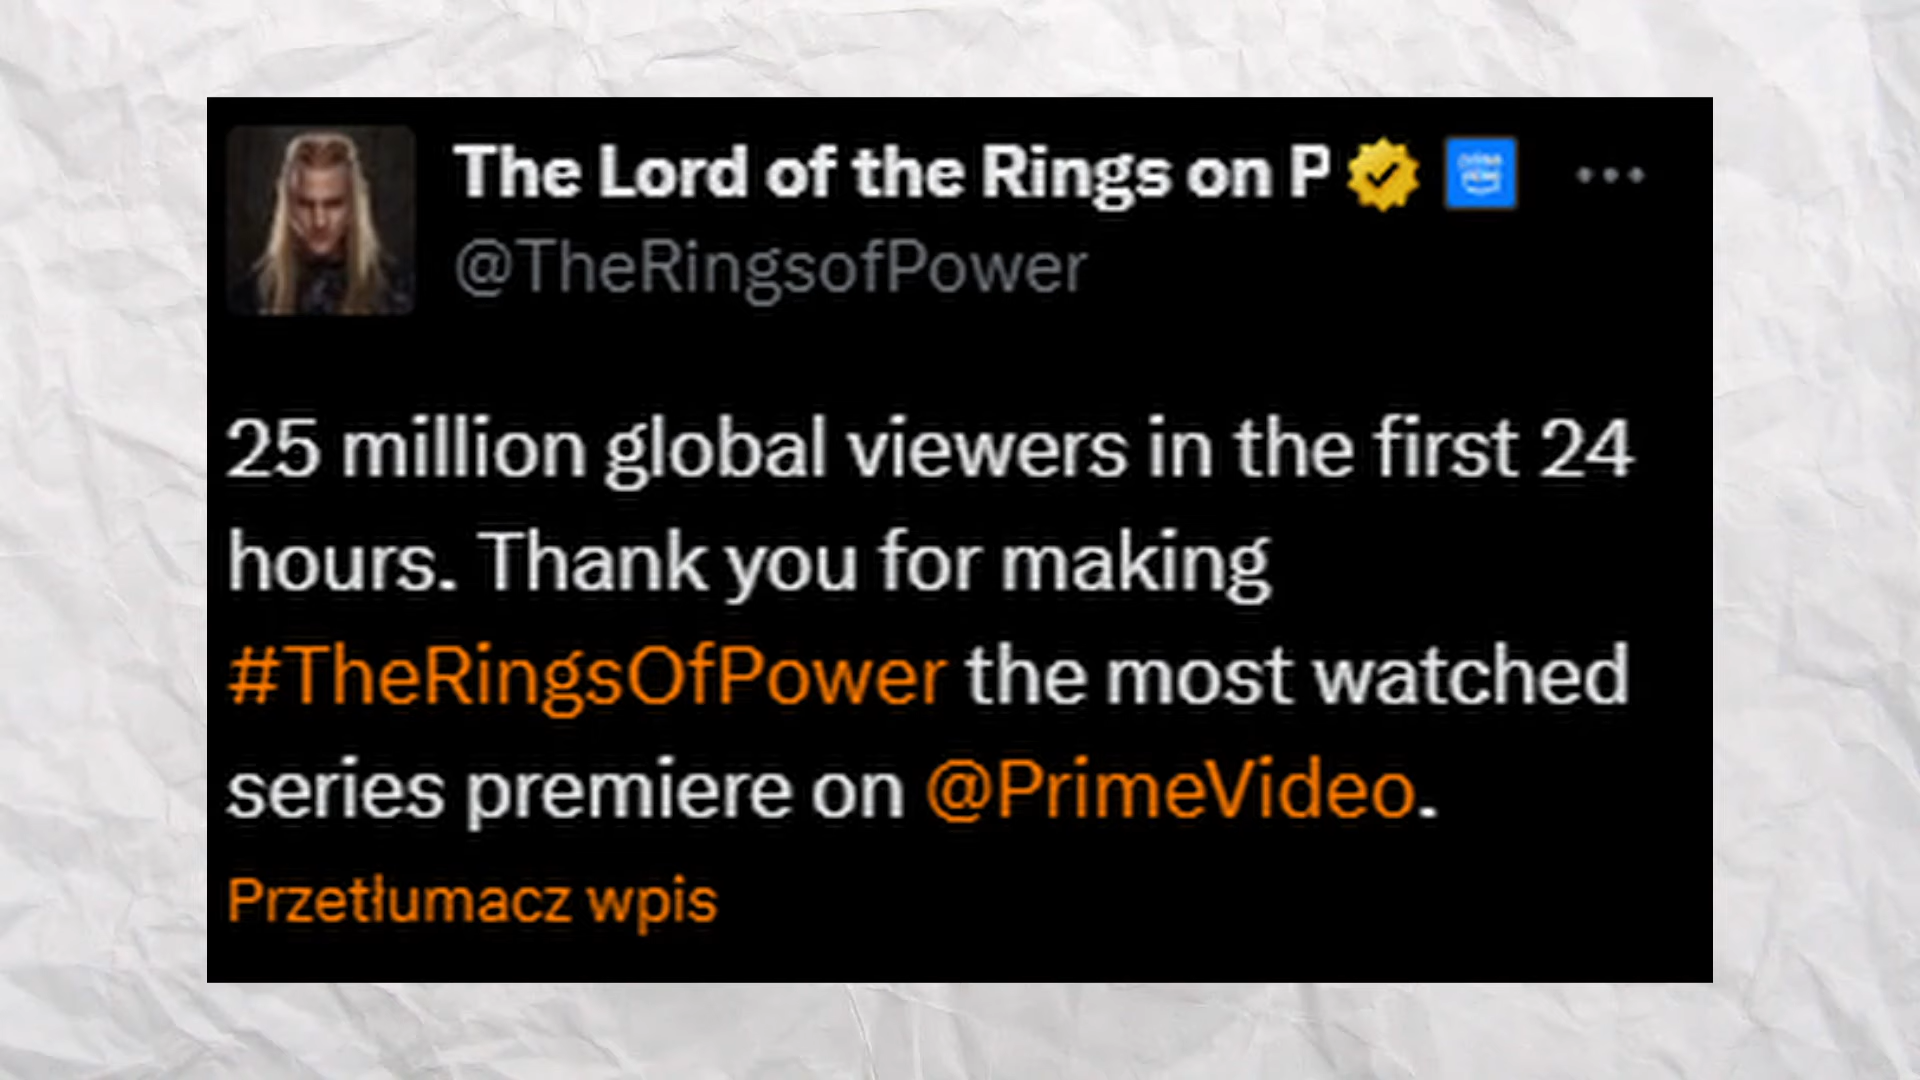 The Lord of the Rings on P
@TheRingsofPower
25 million global viewers in the first 24
hours. Thank you for making
#TheRingsOfPower the most watched
series premiere on @PrimeVideo.
Przetłumacz wpis